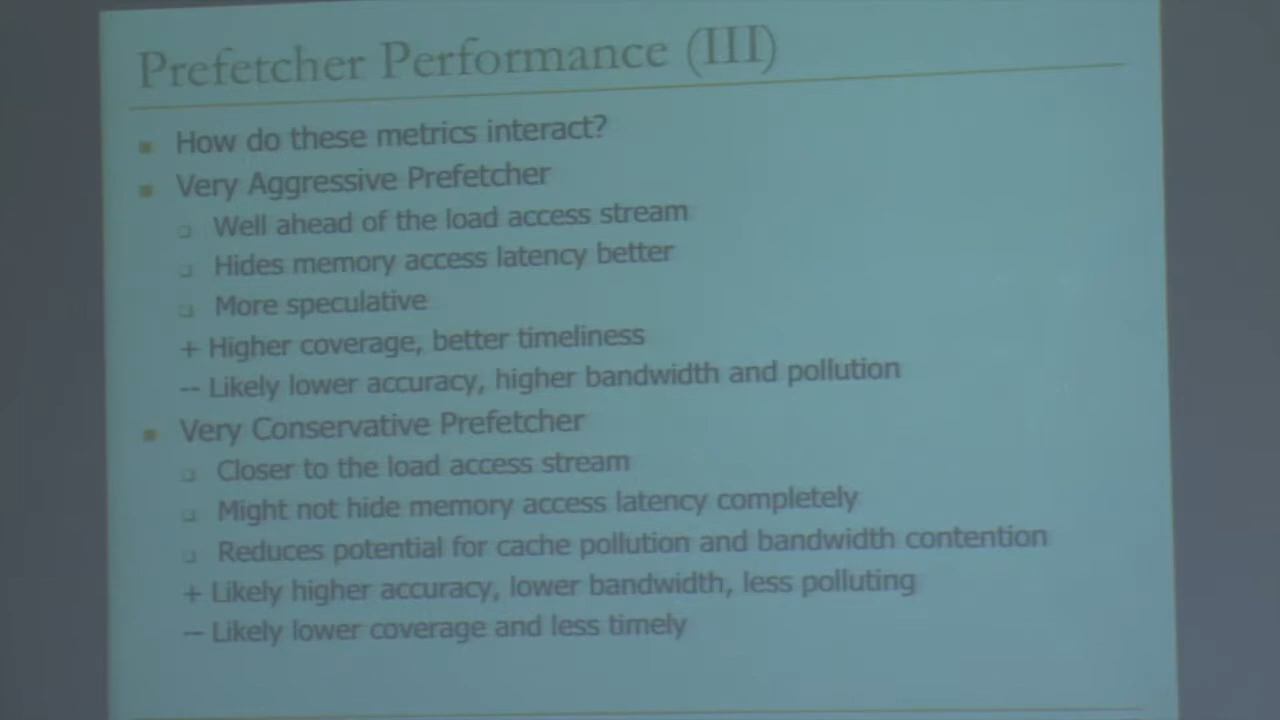 Prefetcher Performance (III)
How do these metrics interact?
Very Aggressive Prefetcher
Well ahead of the load access stream
Hides memory access latency better
More speculative
+ Higher coverage, better timeliness
-- Likely lower accuracy, higher bandwidth and pollution
Very Conservative Prefetcher
Closer to the load access stream
Might not hide memory access latency completely
Reduces potential for cache pollution and bandwidth contention
+ Likely higher accuracy, lower bandwidth, less polluting
-- Likely lower coverage and less timely